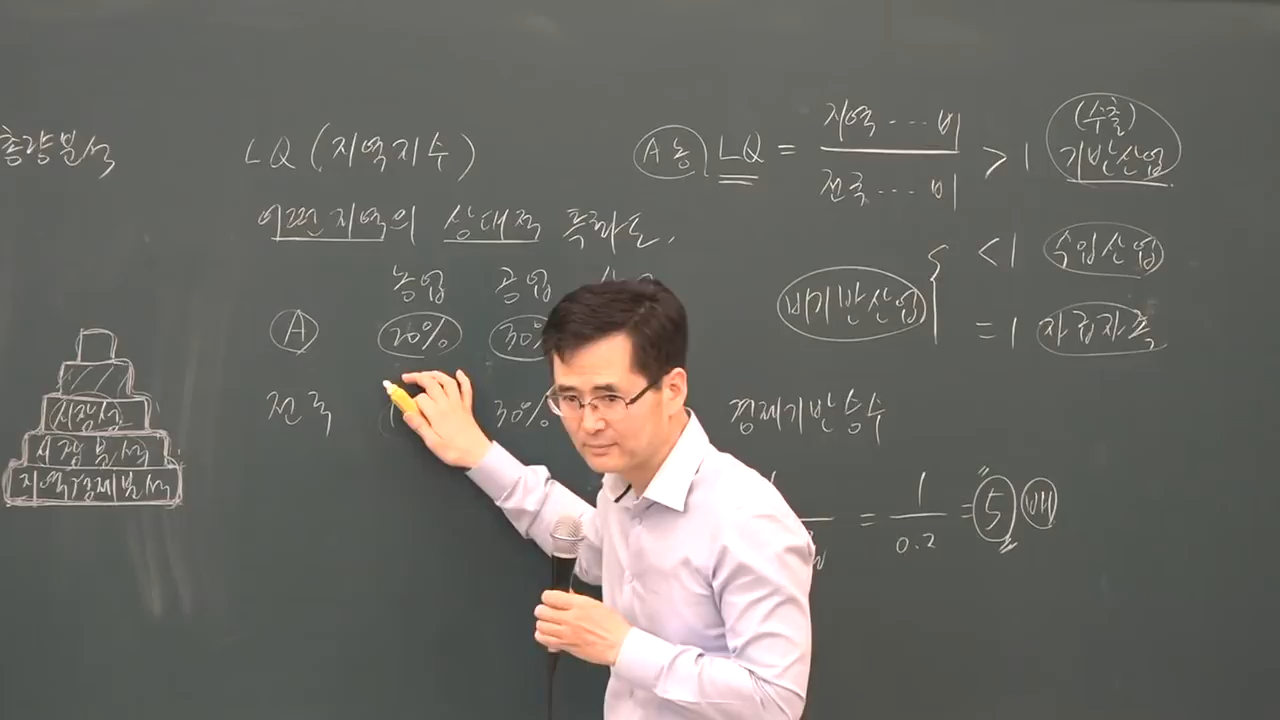 총량분석
LQ (지역지수)
어떤 지역의 상대적 특화도.
농업 공업
A 20% 30%
전국 30%
시장성
시장분석
지역경제분석
A 농 LQ = 지역 ... 비 / 전국 ... 비 > 1 (수출) 기반산업
비기반산업 { < 1 수입산업
= 1 자급자족
경제기반승수
= 1 / 0.2 = "5" 배